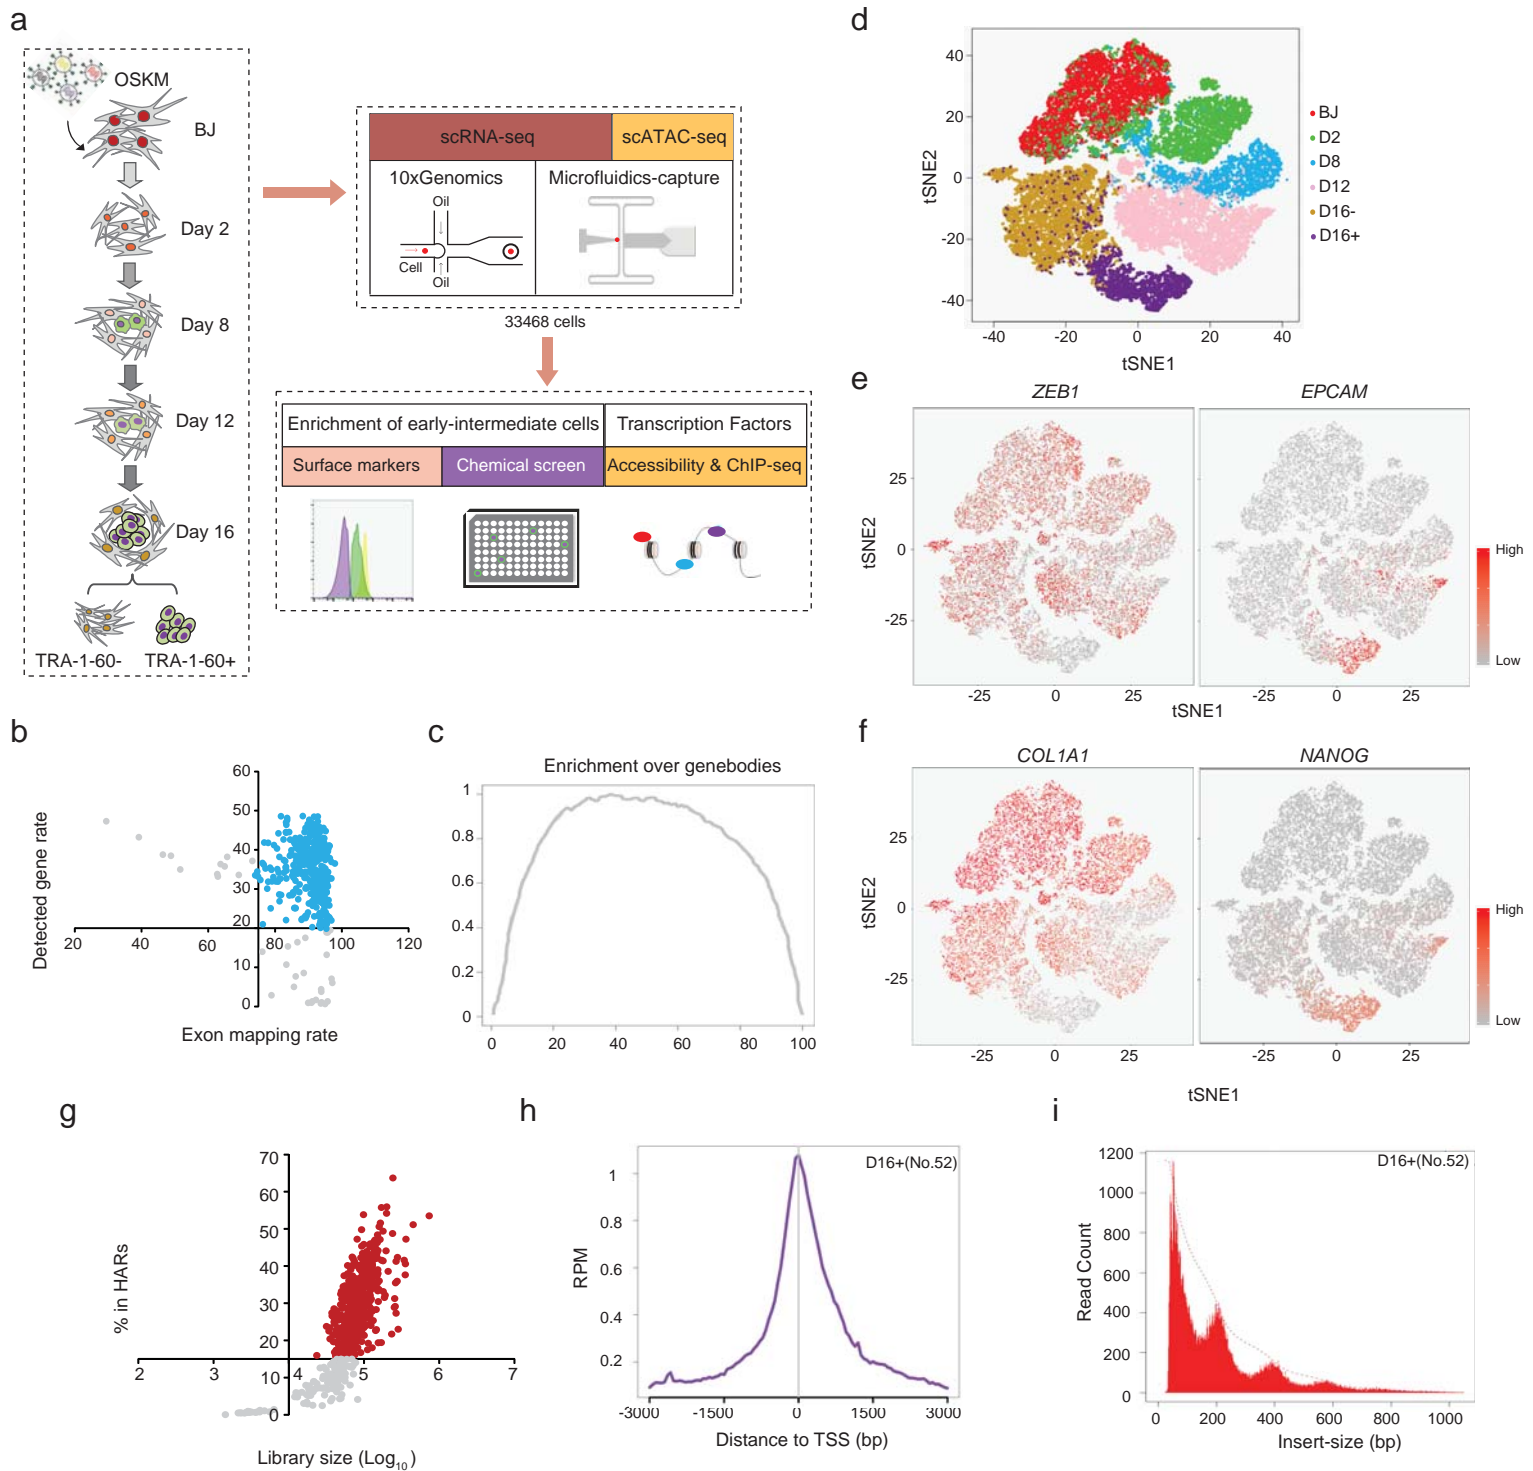 a
OSKM
BJ
Day 2
Day 8
Day 12
Day 16
TRA-1-60- TRA-1-60+
scRNA-seq scATAC-seq
10xGenomics Microfluidics-capture
Oil
Cell
Oil
33468 cells
Enrichment of early-intermediate cells Transcription Factors
Surface markers Chemical screen Accessibility & ChIP-seq
b
60
50
40
30
20
10
0
20 40 60 80 100 120
Detected gene rate
Exon mapping rate
c
Enrichment over genebodies
1
0.8
0.6
0.4
0.2
0
0 20 40 60 80 100
d
40
20
0
-20
-40
-40 -20 0 20 40
tSNE2
tSNE1
BJ
D2
D8
D12
D16-
D16+
e
ZEB1 EPCAM
25
0
-25
tSNE2
-25 0 25 -25 0 25
tSNE1
High
Low
f
COL1A1 NANOG
25
0
-25
tSNE2
-25 0 25 -25 0 25
tSNE1
High
Low
g
70
60
50
40
30
20
10
0
2 3 4 5 6 7
% in HARs
Library size (Log10)
h
D16+(No.52)
1
0.8
0.6
0.4
0.2
RPM
-3000 -1500 0 1500 3000
Distance to TSS (bp)
i
D16+(No.52)
1200
1000
800
600
400
200
0
Read Count
0 200 400 600 800 1000
Insert-size (bp)